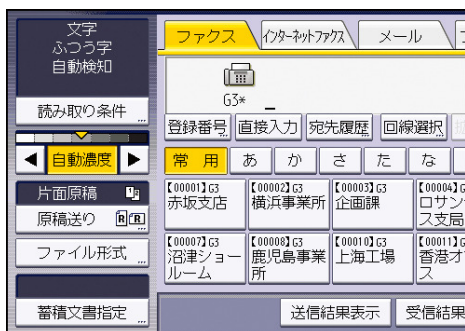 文字
ふつう字
自動検知
読み取り条件
自動濃度
片面原稿
原稿送り
ファイル形式
蓄積文書指定
ファクス
インターネットファクス
メール
G3*
登録番号
直接入力
宛先履歴
回線選択
常用
あ
か
さ
た
な
【00001】G3
赤坂支店
【00002】G3
横浜事業所
【00003】G3
企画課
【00004】G
ロサン
ス支局
【00007】G3
沼津ショー
ルーム
【00008】G3
鹿児島事業
所
【00010】G3
上海工場
【00011】G
香港オ
ス
送信結果表示
受信結果